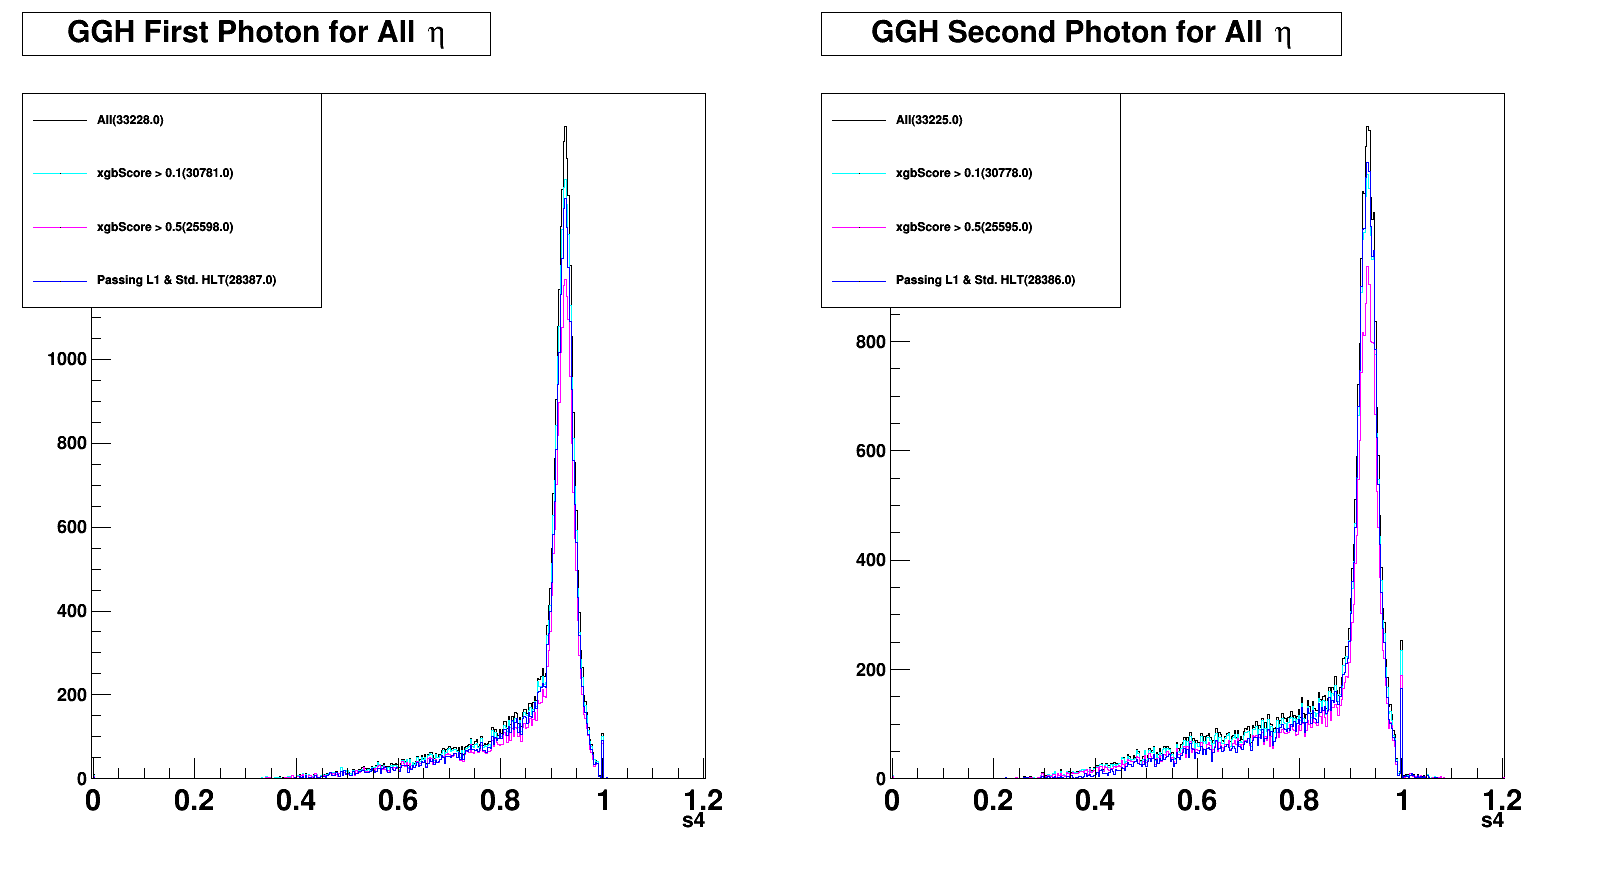 GGH First Photon for All η
All(33228.0)
xgbScore > 0.1(30781.0)
xgbScore > 0.5(25598.0)
Passing L1 & Std. HLT(28387.0)
1000
800
600
400
200
0
0 0.2 0.4 0.6 0.8 1 1.2
s4
GGH Second Photon for All η
All(33225.0)
xgbScore > 0.1(30778.0)
xgbScore > 0.5(25595.0)
Passing L1 & Std. HLT(28386.0)
800
600
400
200
0
0 0.2 0.4 0.6 0.8 1 1.2
s4